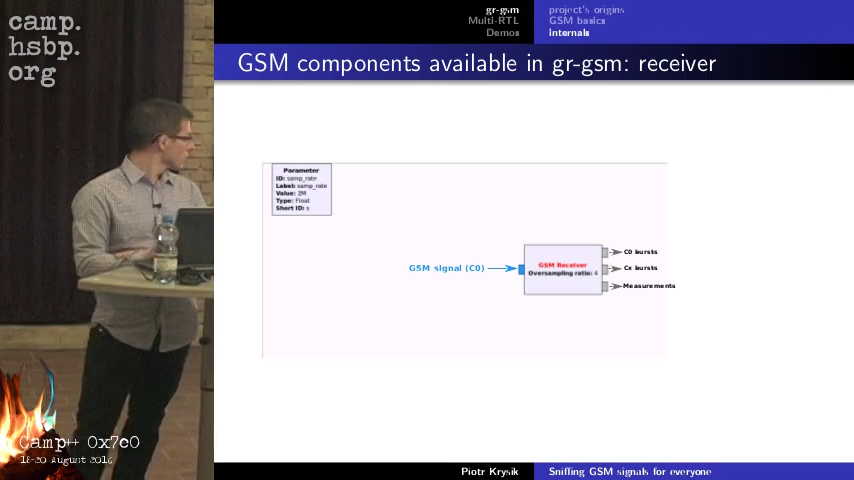 camp.
hsbp.
org
gr-gsm
Multi-RTL
Demos
project's origins
GSM basics
internals
GSM components available in gr-gsm: receiver
Parameter
ID: samp_rate
Label: samp_rate
Value: 2M
Type: Float
Short ID: s
GSM signal (C0)
GSM Receiver
Oversampling ratio: 4
C0 bursts
Cx bursts
Measurements
Camp++ 0x7e0
18-20 August 2016
Piotr Krysik
Sniffing GSM signals for everyone